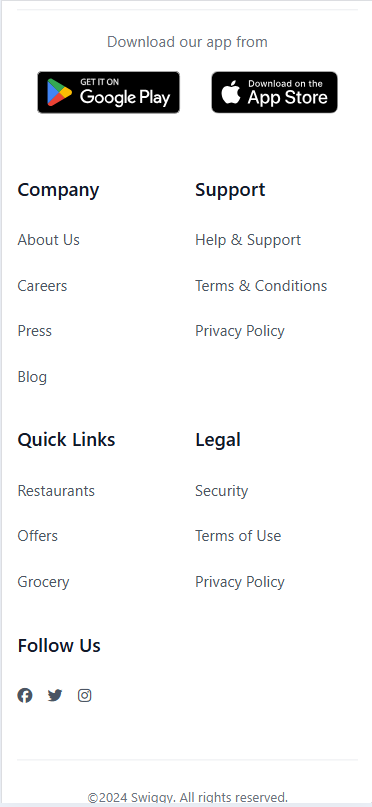 Download our app from
GET IT ON
Google Play
Download on the
App Store
Company
About Us
Careers
Press
Blog
Support
Help & Support
Terms & Conditions
Privacy Policy
Quick Links
Restaurants
Offers
Grocery
Legal
Security
Terms of Use
Privacy Policy
Follow Us
©2024 Swiggy. All rights reserved.